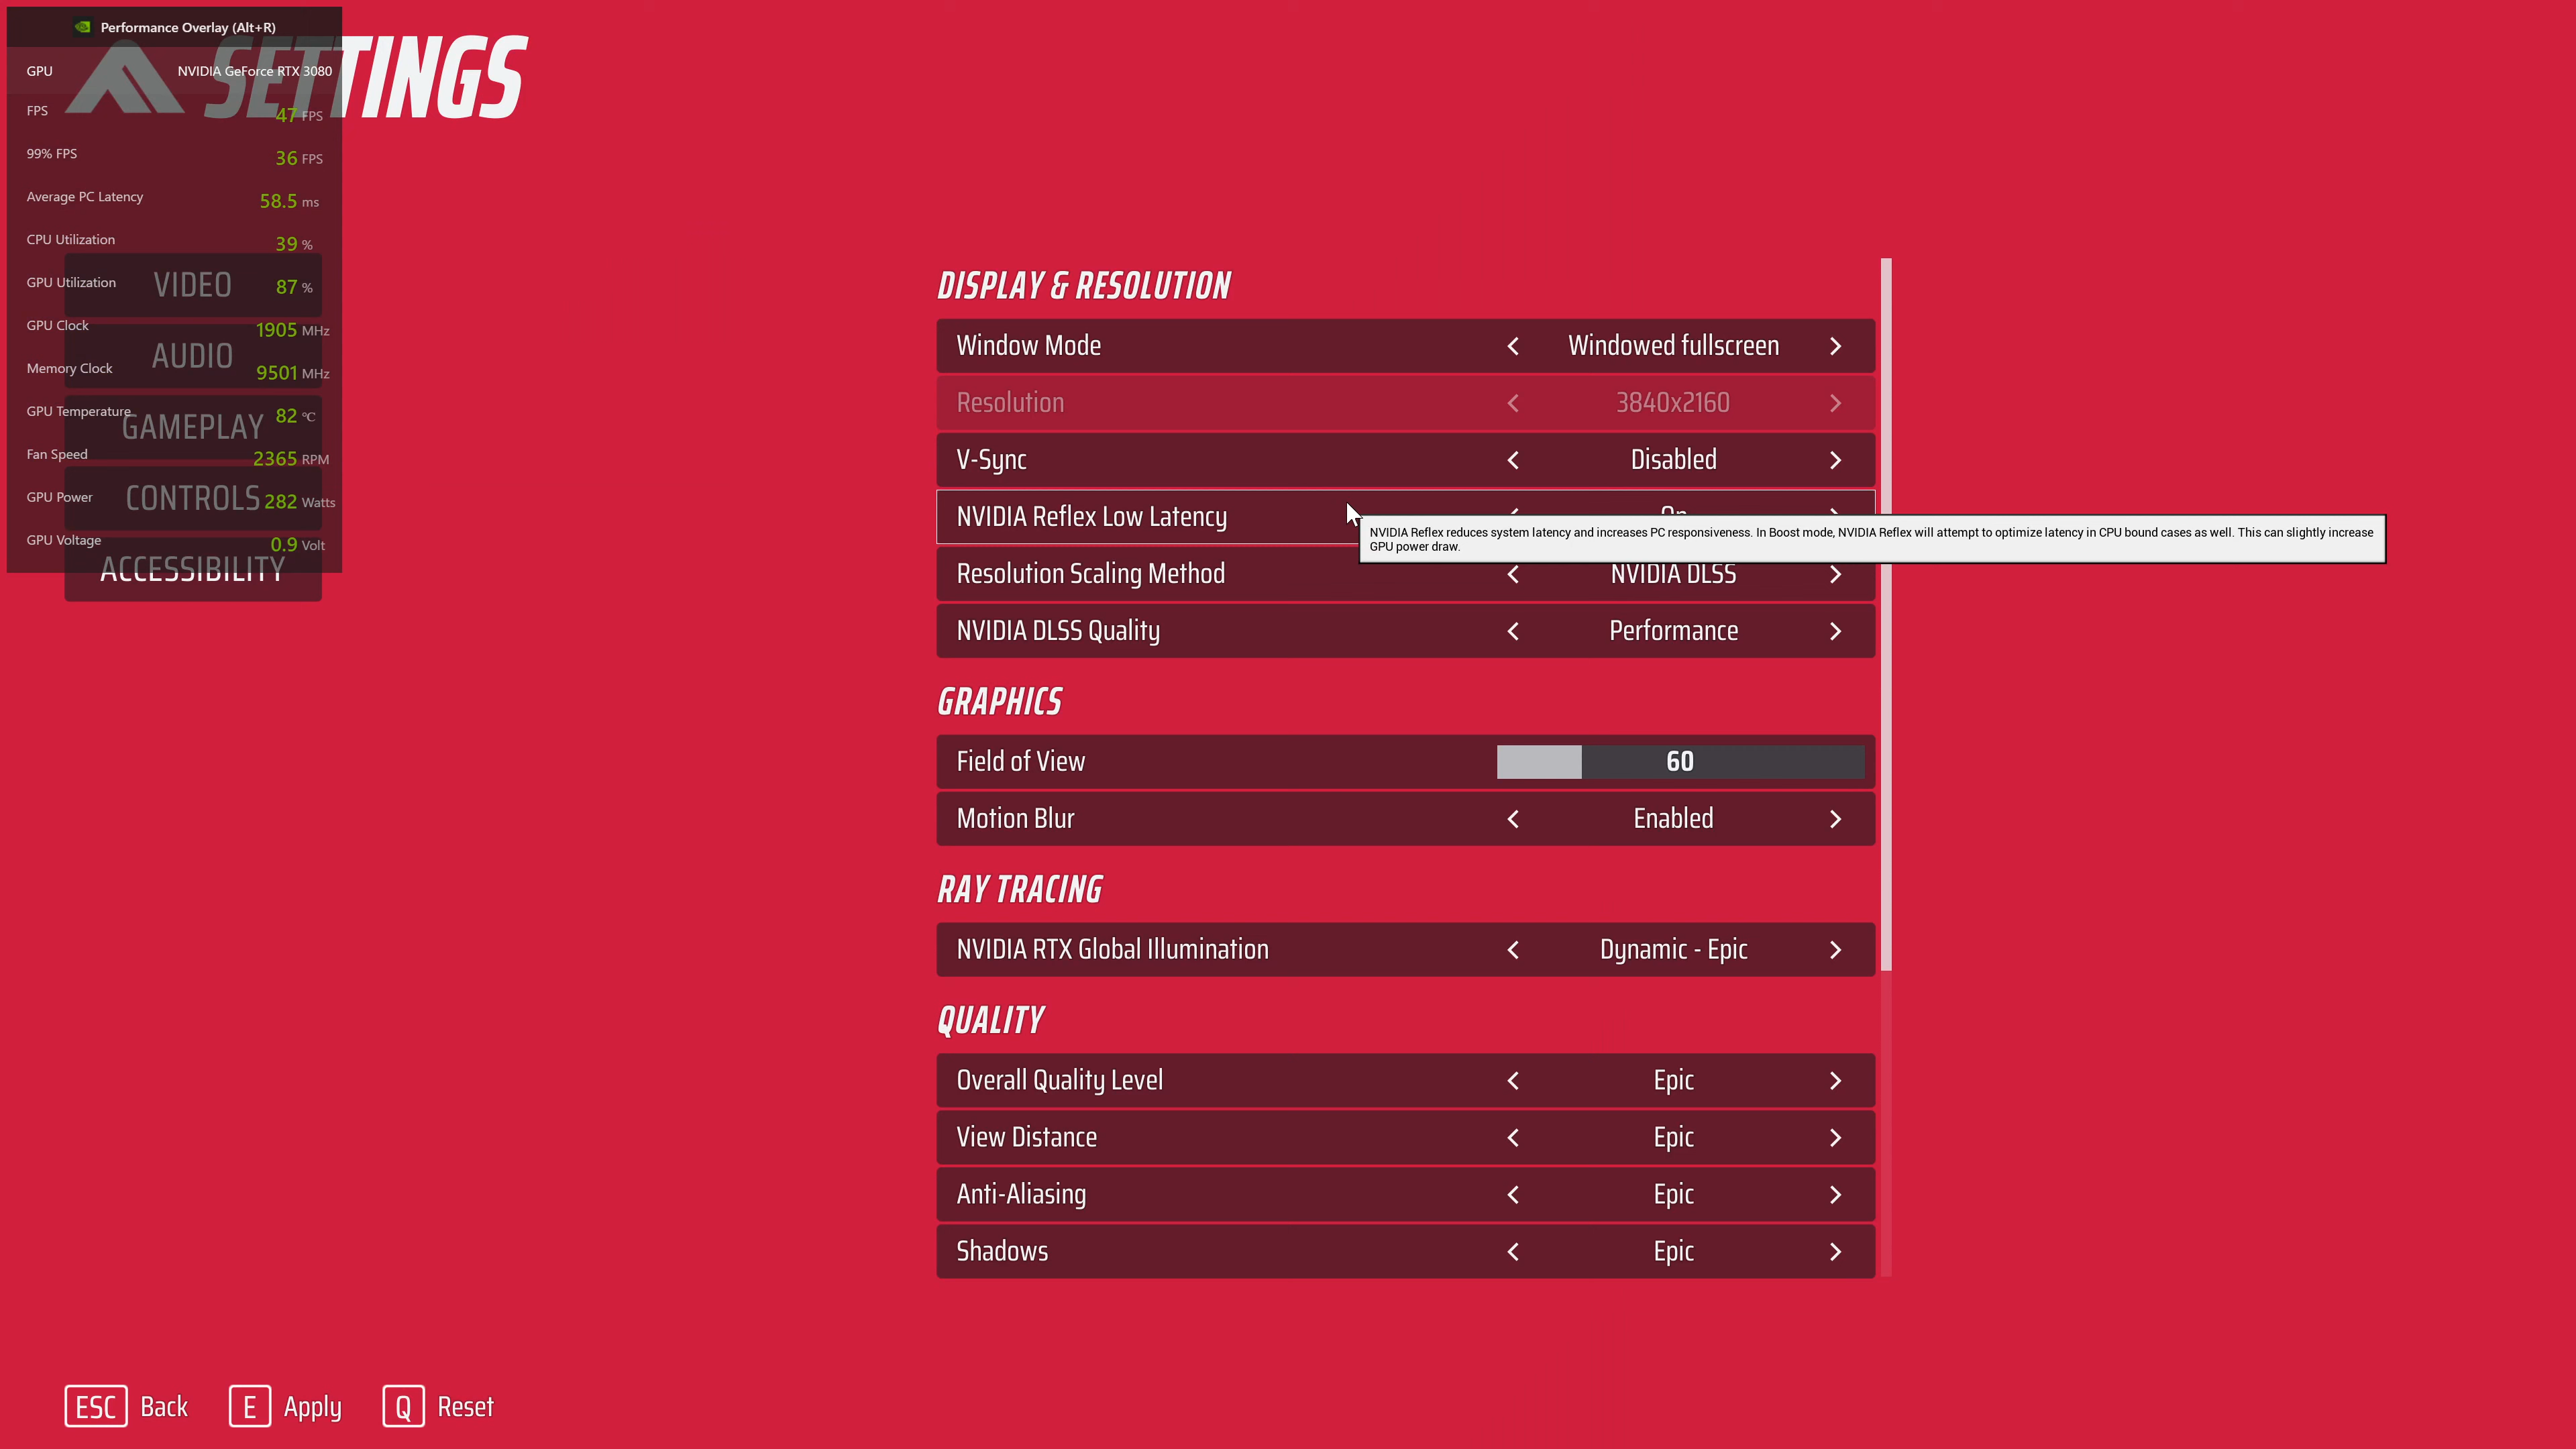 Performance Overlay (Alt+R)
SETTINGS
GPU NVIDIA GeForce RTX 3080
FPS 47 FPS
99% FPS 36 FPS
Average PC Latency 58.5 ms
CPU Utilization 39 %
GPU Utilization 87 %
GPU Clock 1905 MHz
Memory Clock 9501 MHz
GPU Temperature 82 °C
Fan Speed 2365 RPM
GPU Power 282 Watts
GPU Voltage 0.9 Volt
VIDEO
AUDIO
GAMEPLAY
CONTROLS
ACCESSIBILITY
DISPLAY & RESOLUTION
Window Mode < Windowed fullscreen >
Resolution < 3840x2160 >
V-Sync < Disabled >
NVIDIA Reflex Low Latency On
NVIDIA Reflex reduces system latency and increases PC responsiveness. In Boost mode, NVIDIA Reflex will attempt to optimize latency in CPU bound cases as well. This can slightly increase
GPU power draw.
Resolution Scaling Method < NVIDIA DLSS >
NVIDIA DLSS Quality < Performance >
GRAPHICS
Field of View 60
Motion Blur < Enabled >
RAY TRACING
NVIDIA RTX Global Illumination < Dynamic - Epic >
QUALITY
Overall Quality Level < Epic >
View Distance < Epic >
Anti-Aliasing < Epic >
Shadows < Epic >
ESC Back E Apply Q Reset